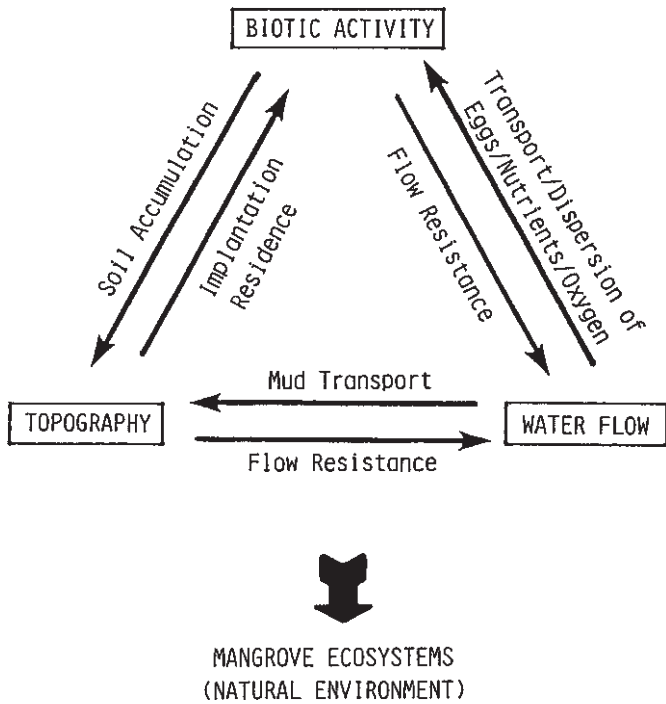 BIOTIC ACTIVITY
Soil Accumulation
Implantation
Residence
Flow Resistance
Transport/Dispersion of
Eggs/Nutrients/Oxygen
Mud Transport
TOPOGRAPHY
WATER FLOW
Flow Resistance
MANGROVE ECOSYSTEMS
(NATURAL ENVIRONMENT)